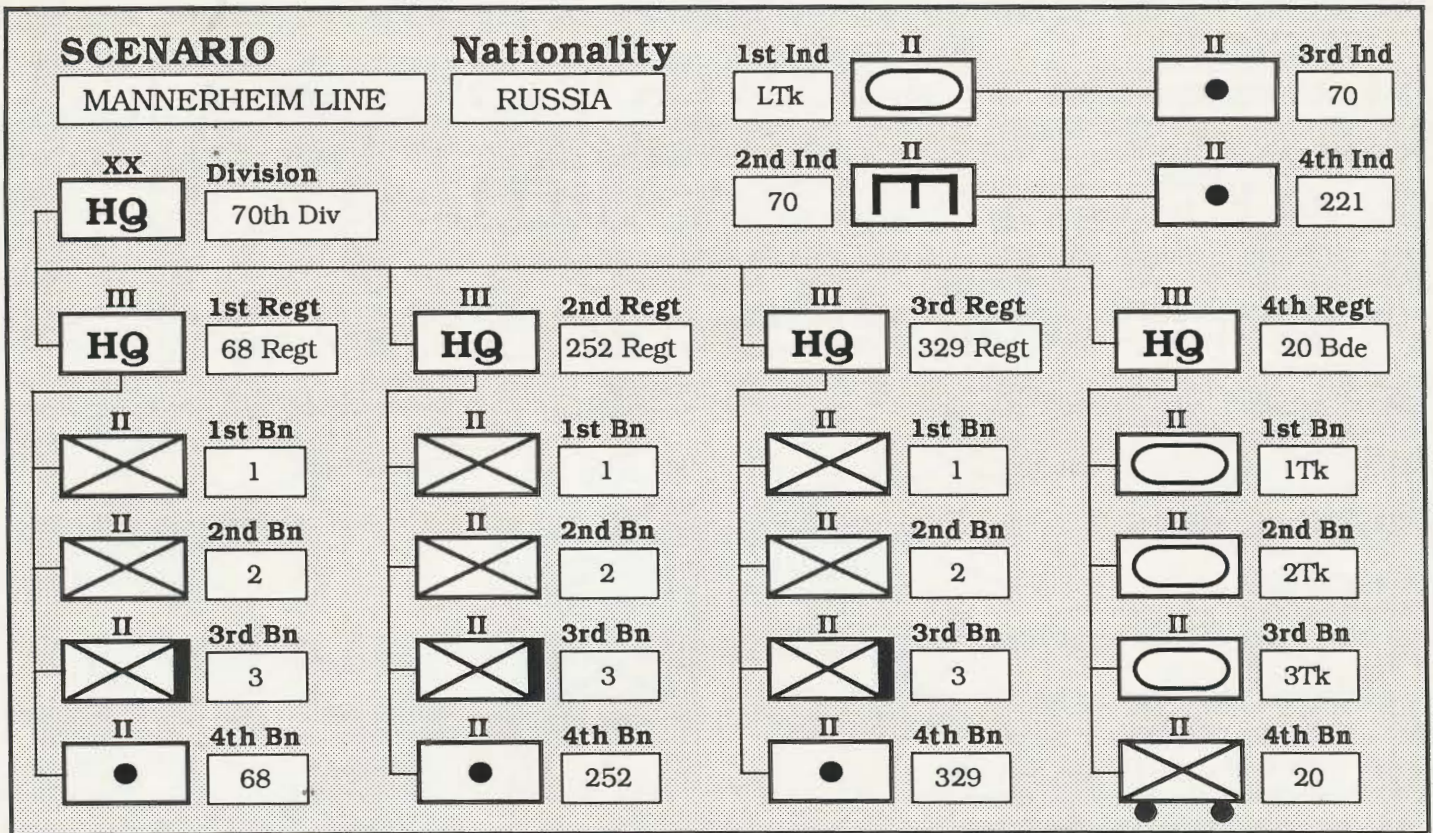 SCENARIO Nationality
MANNERHEIM LINE RUSSIA
1st Ind II II 3rd Ind
LTk 70
2nd Ind II II 4th Ind
70 221
XX Division
HQ 70th Div
III 1st Regt III 2nd Regt III 3rd Regt III 4th Regt
HQ 68 Regt HQ 252 Regt HQ 329 Regt HQ 20 Bde
II 1st Bn II 1st Bn II 1st Bn II 1st Bn
1 1 1 1Tk
II 2nd Bn II 2nd Bn II 2nd Bn II 2nd Bn
2 2 2 2Tk
II 3rd Bn II 3rd Bn II 3rd Bn II 3rd Bn
3 3 3 3Tk
II 4th Bn II 4th Bn II 4th Bn II 4th Bn
68 252 329 20